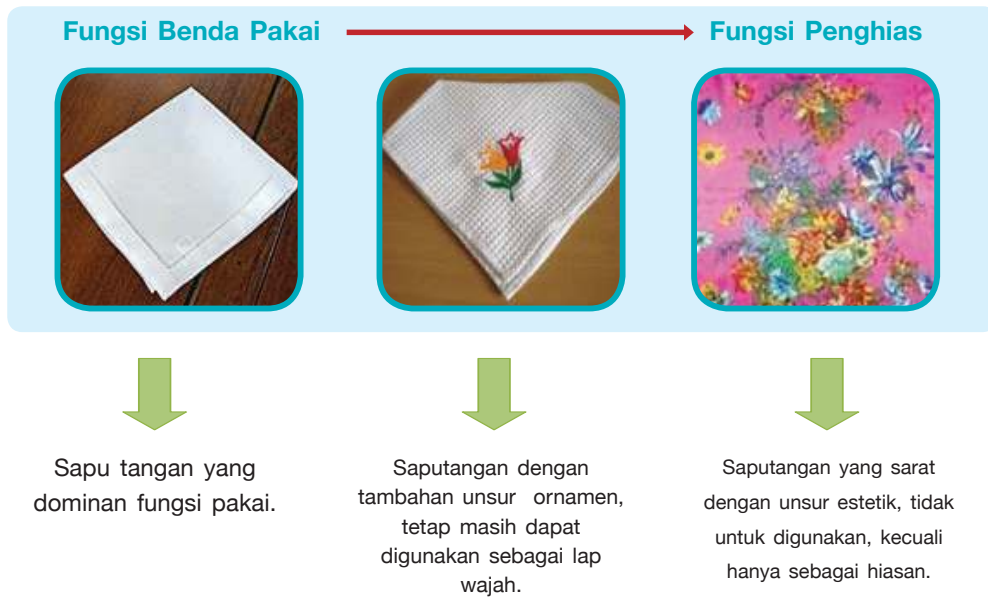 Fungsi Benda Pakai
Fungsi Penghias
Sapu tangan yang
dominan fungsi pakai.
Saputangan dengan
tambahan unsur ornamen,
tetap masih dapat
digunakan sebagai lap
wajah.
Saputangan yang sarat
dengan unsur estetik, tidak
untuk digunakan, kecuali
hanya sebagai hiasan.